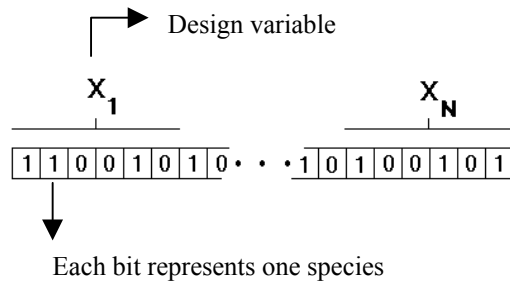 Design variable
X1 XN
1 1 0 0 1 0 1 0 · · · 1 0 1 0 0 1 0 1
Each bit represents one species